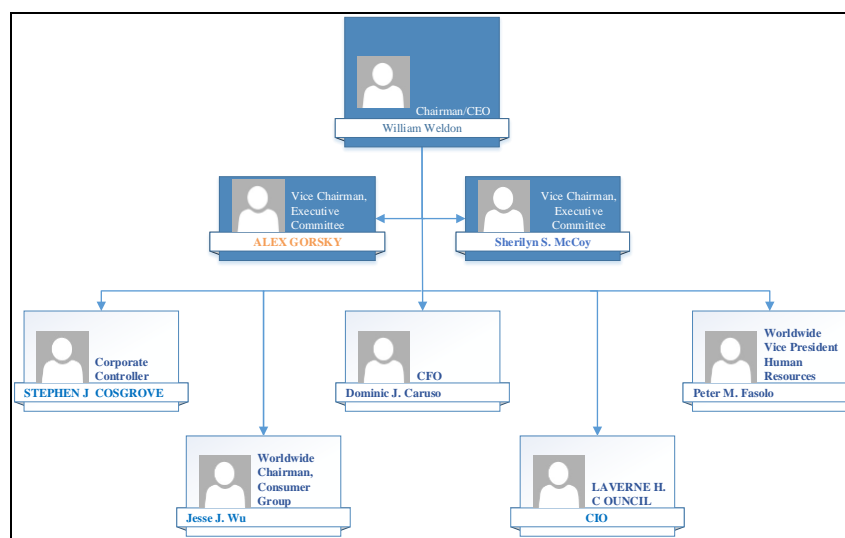 Chairman/CEO
William Weldon
Vice Chairman,
Executive
Committee
ALEX GORSKY
Vice Chairman,
Executive
Committee
Sherilyn S. McCoy
Corporate
Controller
STEPHEN J COSGROVE
CFO
Dominic J. Caruso
Worldwide
Vice President
Human
Resources
Peter M. Fasolo
Worldwide
Chairman,
Consumer
Group
Jesse J. Wu
LAVERNE H.
C OUNCIL
CIO